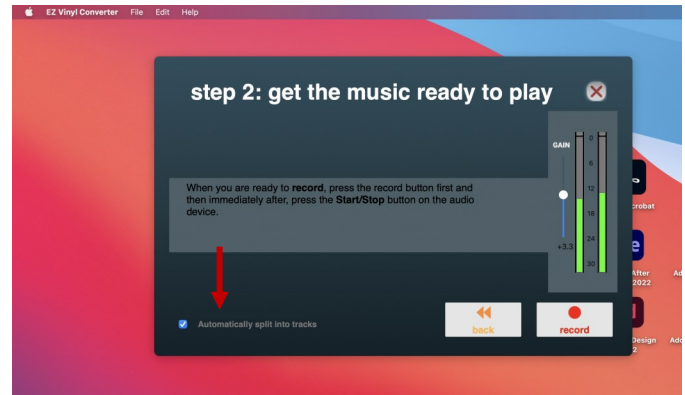 EZ Vinyl Converter File Edit Help
step 2: get the music ready to play
GAIN
0
6
When you are ready to record, press the record button first and
then immediately after, press the Start/Stop button on the audio
device.
12
18
+3.3
24
30
crobat
After
2022
Ad
Automatically split into tracks
back
record
Design
2
Ado